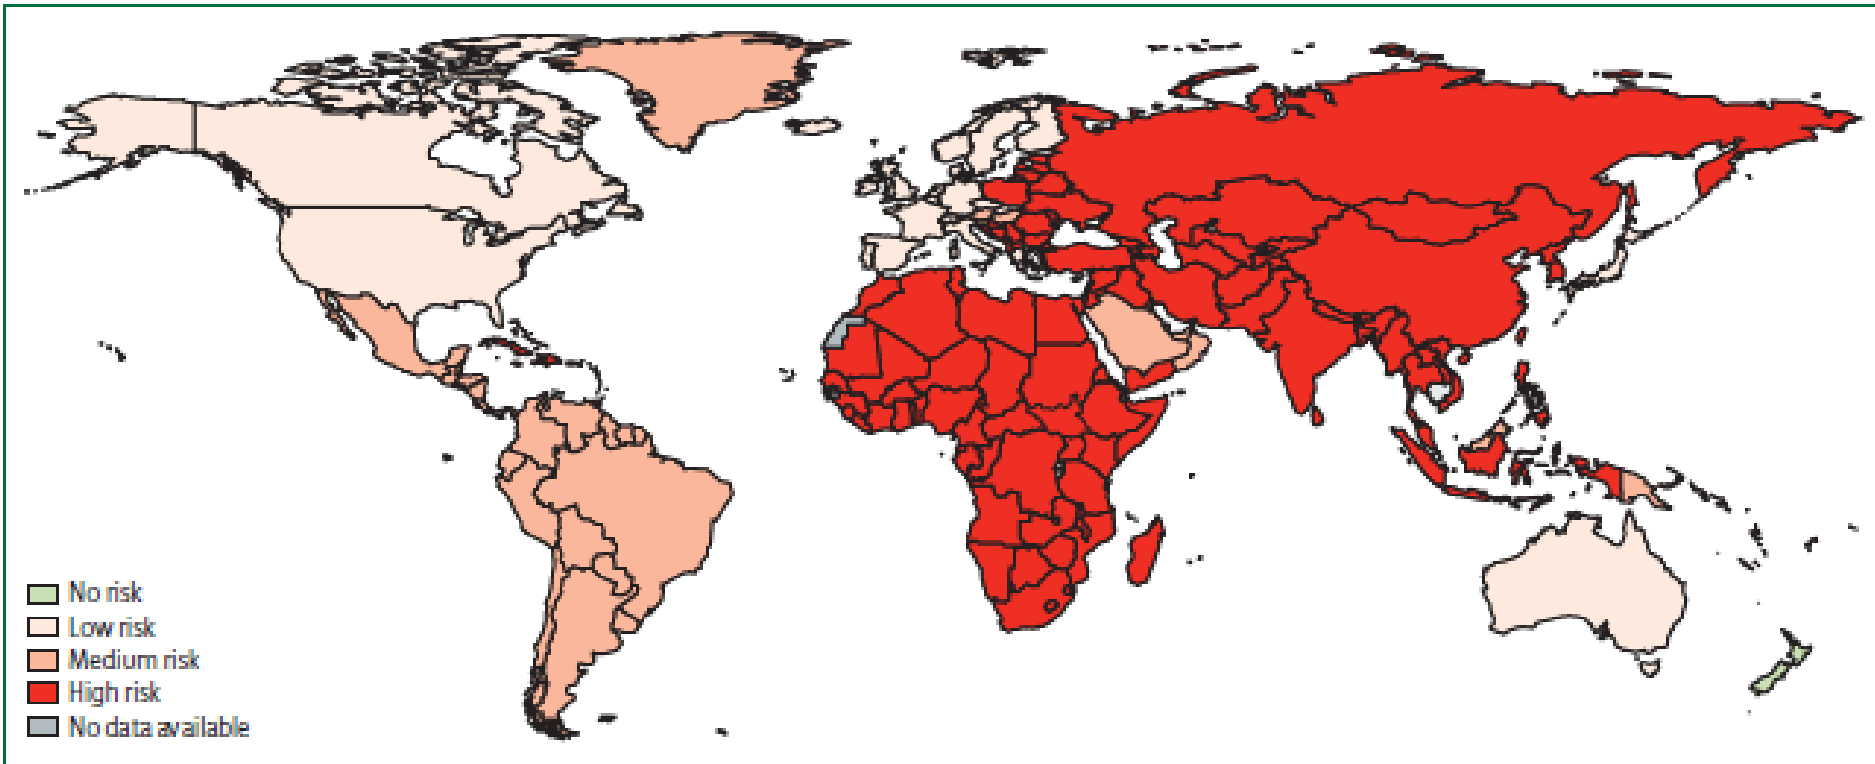 No risk
Low risk
Medium risk
High risk
No data available